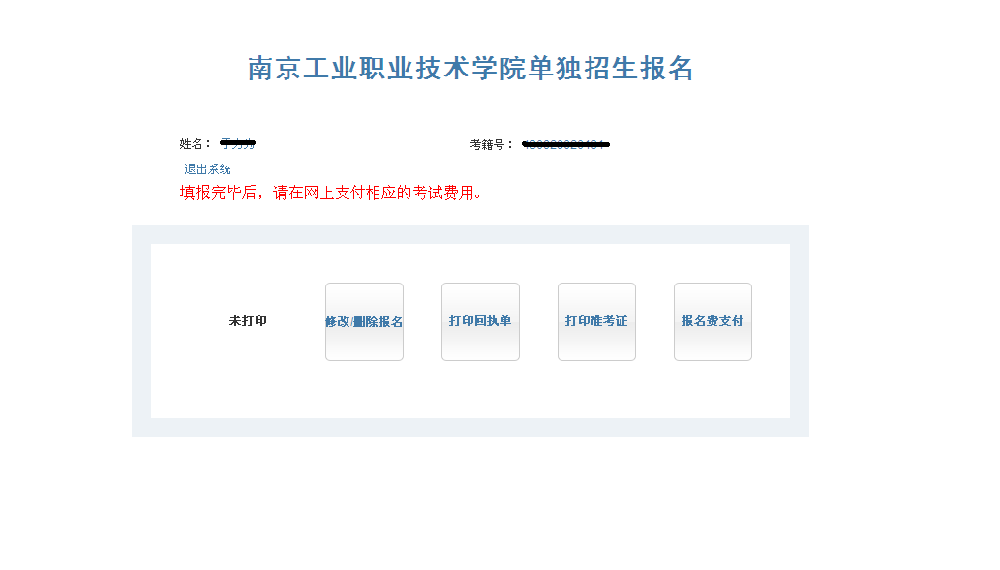 南京工业职业技术学院单独招生报名
姓名： 考籍号：
退出系统
填报完毕后，请在网上支付相应的考试费用。
未打印 修改/删除报名 打印回执单 打印准考证 报名费支付